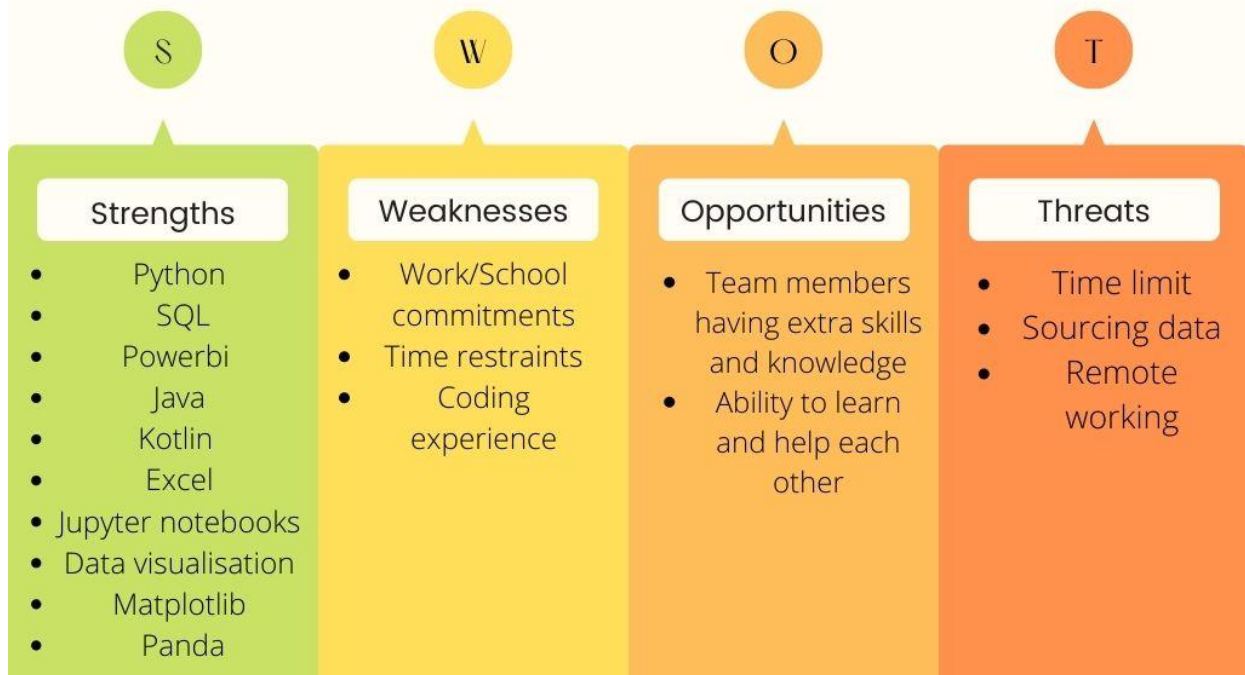 S
W
O
T
Strengths
• Python
• SQL
• Powerbi
• Java
• Kotlin
• Excel
• Jupyter notebooks
• Data visualisation
• Matplotlib
• Panda
Weaknesses
• Work/School
commitments
• Time restraints
• Coding
experience
Opportunities
• Team members
having extra skills
and knowledge
• Ability to learn
and help each
other
Threats
• Time limit
• Sourcing data
• Remote
working